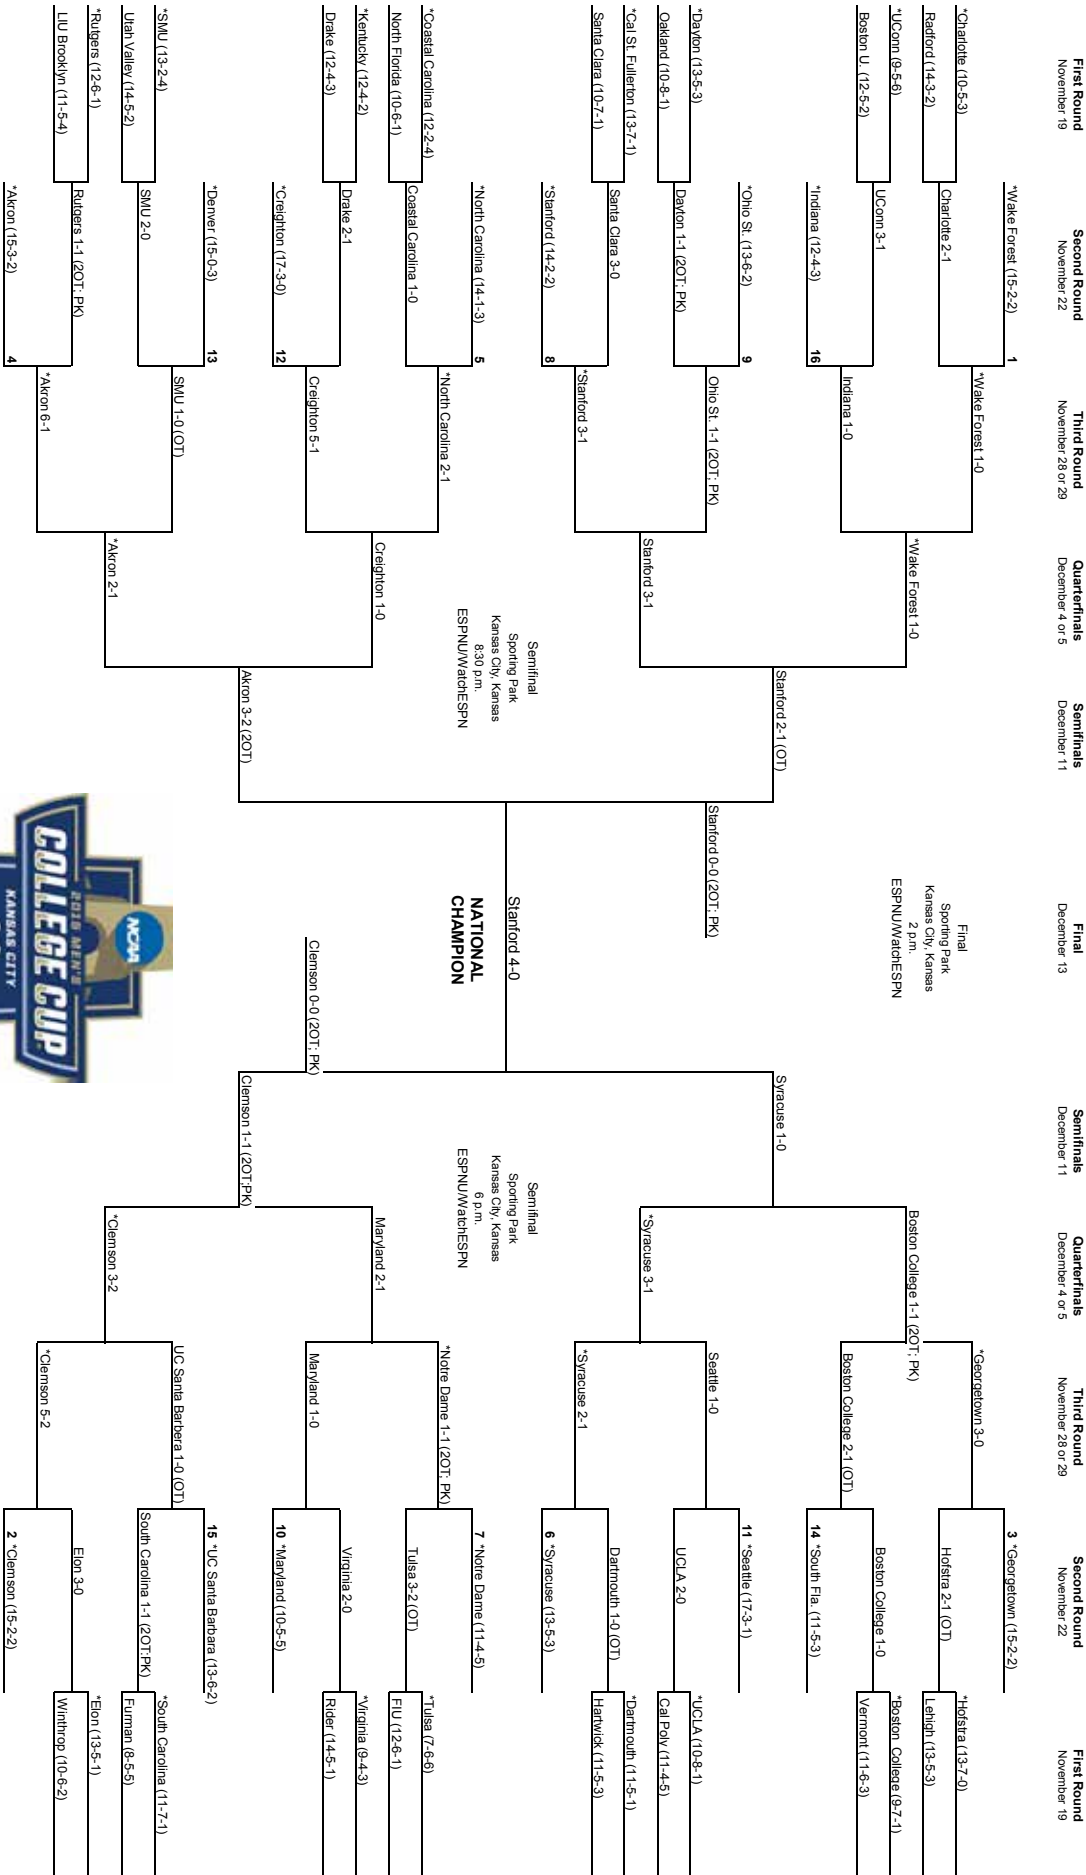 First Round
November 19
Second Round
November 22
Third Round
November 28 or 29
Quarterfinals
December 4 or 5
Semifinals
December 11
Final
December 13
Semifinals
December 11
Quarterfinals
December 4 or 5
Third Round
November 28 or 29
Second Round
November 22
First Round
November 19
*Charlotte (10-5-3)
Radford (14-3-2)
*UConn (9-5-6)
Boston U. (12-5-2)
*Dayton (13-5-3)
Oakland (10-8-1)
*Cal St. Fullerton (13-7-1)
Santa Clara (10-7-1)
*Coastal Carolina (12-2-4)
North Florida (10-6-1)
*Kentucky (12-4-2)
Drake (12-4-3)
*SMU (13-2-4)
Utah Valley (14-5-2)
*Rutgers (12-6-1)
LIU Brooklyn (11-5-4)
*Wake Forest (15-2-2)
1
Charlotte 2-1
UConn 3-1
*Indiana (12-4-3)
16
*Ohio St. (13-6-2)
9
Dayton 1-1 (2OT; PK)
Santa Clara 3-0
*Stanford (14-2-2)
8
*North Carolina (14-1-3)
5
Coastal Carolina 1-0
Drake 2-1
*Creighton (17-3-0)
12
*Denver (15-0-3)
13
SMU 2-0
Rutgers 1-1 (2OT; PK)
*Akron (15-3-2)
4
*Wake Forest 1-0
Indiana 1-0
Ohio St. 1-1 (2OT; PK)
*Stanford 3-1
*North Carolina 2-1
Creighton 5-1
SMU 1-0 (OT)
*Akron 6-1
*Wake Forest 1-0
Stanford 3-1
Creighton 1-0
*Akron 2-1
Semifinal
Sporting Park
Kansas City, Kansas
8:30 p.m.
ESPNU/WatchESPN
Stanford 2-1 (OT)
Akron 3-2 (2OT)
Final
Sporting Park
Kansas City, Kansas
2 p.m.
ESPNU/WatchESPN
Stanford 0-0 (2OT; PK)
Stanford 4-0
NATIONAL
CHAMPION
Clemson 0-0 (2OT; PK)
NCAA
2015 MEN'S
COLLEGE CUP
KANSAS CITY
Syracuse 1-0
Clemson 1-1 (2OT;PK)
Semifinal
Sporting Park
Kansas City, Kansas
6 p.m.
ESPNU/WatchESPN
Boston College 1-1 (2OT; PK)
*Syracuse 3-1
Maryland 2-1
*Clemson 3-2
*Georgetown 3-0
Boston College 2-1 (OT)
Seattle 1-0
*Syracuse 2-1
*Notre Dame 1-1 (2OT; PK)
Maryland 1-0
UC Santa Barbera 1-0 (OT)
*Clemson 5-2
3 *Georgetown (15-2-2)
Hofstra 2-1 (OT)
Boston College 1-0
14 *South Fla. (11-5-3)
11 *Seattle (17-3-1)
UCLA 2-0
Dartmouth 1-0 (OT)
6 *Syracuse (13-5-3)
7 *Notre Dame (11-4-5)
Tulsa 3-2 (OT)
Virginia 2-0
10 *Maryland (10-5-5)
15 *UC Santa Barbara (13-6-2)
South Carolina 1-1 (2OT;PK)
Elon 3-0
2 *Clemson (15-2-2)
*Hofstra (13-7-0)
Lehigh (13-5-3)
*Boston College (9-7-1)
Vermont (11-6-3)
*UCLA (10-8-1)
Cal Poly (11-4-5)
*Dartmouth (11-5-1)
Hartwick (11-5-3)
*Tulsa (7-6-6)
FIU (12-6-1)
*Virginia (9-4-3)
Rider (14-5-1)
*South Carolina (11-7-1)
Furman (8-5-5)
*Elon (13-5-1)
Winthrop (10-6-2)